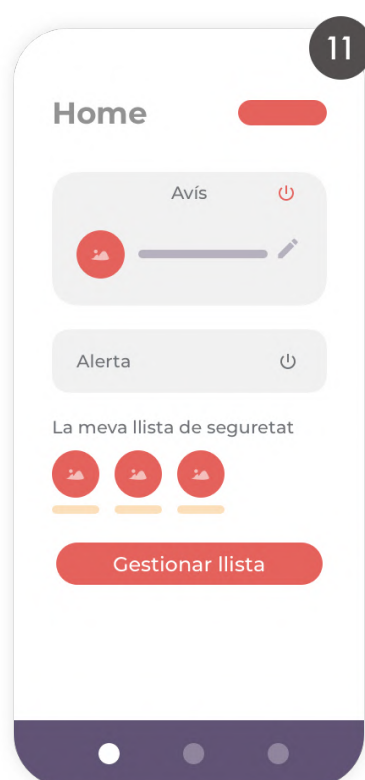 11
Home
Avís
Alerta
La meva llista de seguretat
Gestionar llista